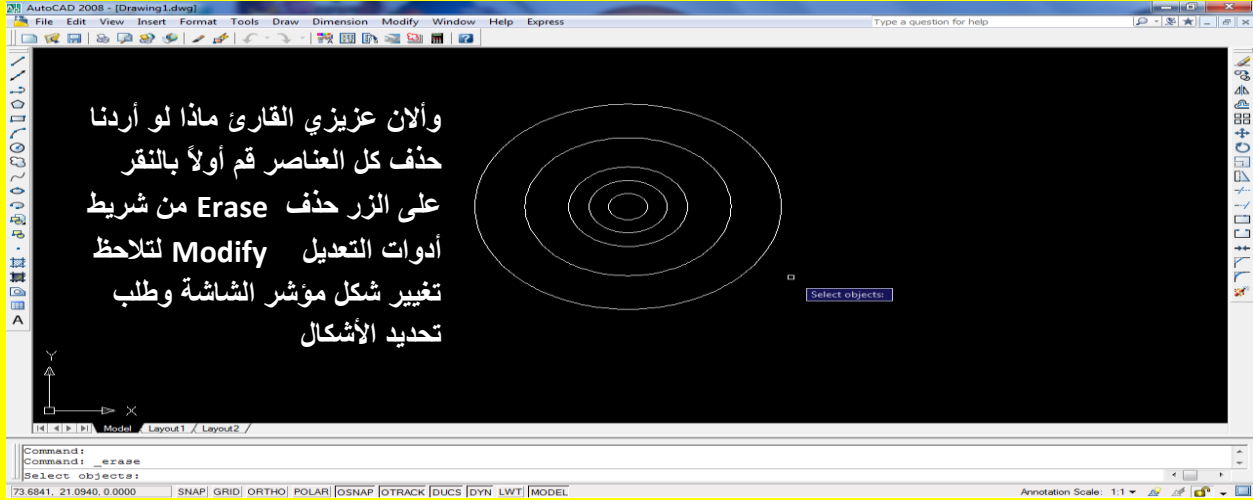 AutoCAD 2008 - [Drawing1.dwg]
File Edit View Insert Format Tools Draw Dimension Modify Window Help Express Type a question for help
وألان عزيزي القارئ ماذا لو أردنا
حذف كل العناصر قم أولاً بالنقر
على الزر حذف Erase من شريط
أدوات التعديل Modify لتلاحظ
تغيير شكل مؤشر الشاشة وطلب
تحديد الأشكال
Select objects:
A
Y
X
Model Layout1 Layout2
Command:
Command: _erase
Select objects:
73.6841, 21.0940, 0.0000 SNAP GRID ORTHO POLAR OSNAP OTRACK DUCS DYN LWT MODEL Annotation Scale: 1:1